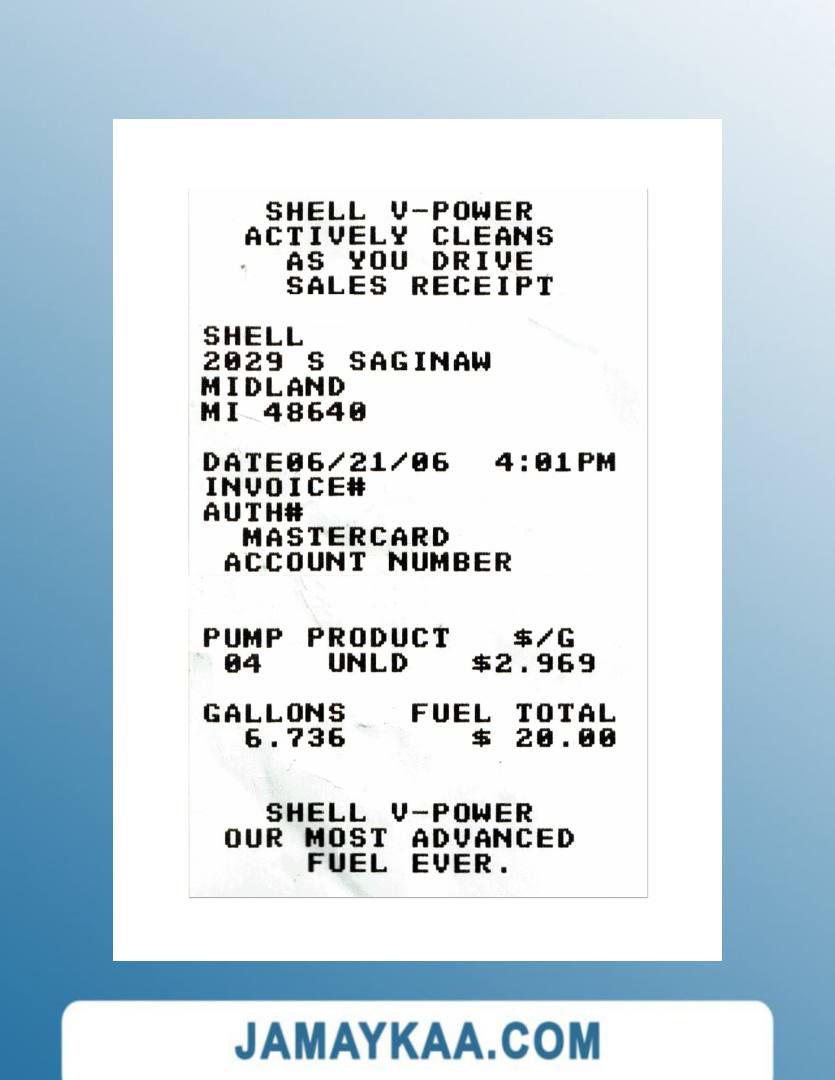 SHELL V-POWER
ACTIVELY CLEANS
AS YOU DRIVE
SALES RECEIPT
SHELL
2029 S SAGINAW
MIDLAND
MI 48640
DATE06/21/06 4:01PM
INVOICE#
AUTH#
MASTERCARD
ACCOUNT NUMBER
PUMP PRODUCT $/G
04 UNLD $2.969
GALLONS FUEL TOTAL
6.736 $ 20.00
SHELL V-POWER
OUR MOST ADVANCED
FUEL EVER.
JAMAYKAA.COM